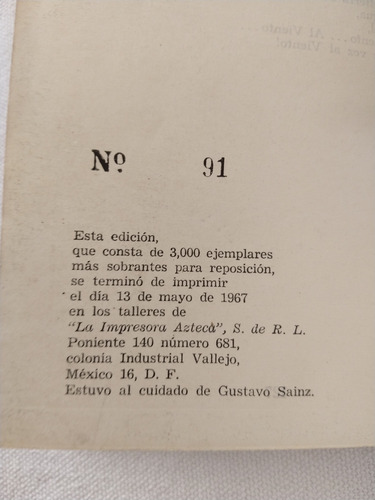 Nº 91
Esta edición,
que consta de 3,000 ejemplares
más sobrantes para reposición,
se terminó de imprimir
el día 13 de mayo de 1967
en los talleres de
"La Impresora Azteca", S. de R. L.
Poniente 140 número 681,
colonia Industrial Vallejo,
México 16, D. F.
Estuvo al cuidado de Gustavo Sainz.